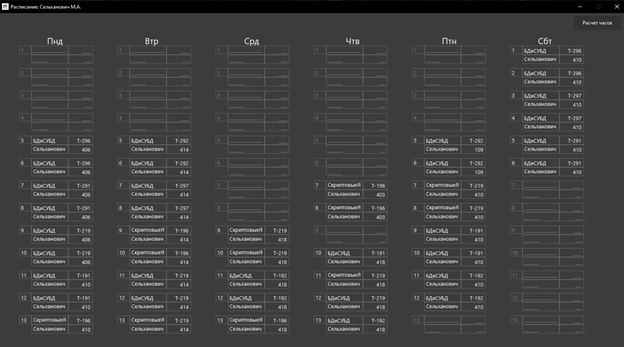 Расписание: Сельханович М.А.
Расчет часов
Пнд
1
2
3
4
5 БДиСУБД Т-296
Сельханович 406
6 БДиСУБД Т-296
Сельханович 406
7 БДиСУБД Т-291
Сельханович 406
8 БДиСУБД Т-291
Сельханович 406
9 БДиСУБД Т-219
Сельханович 406
10 БДиСУБД Т-219
Сельханович 406
11 БДиСУБД Т-191
Сельханович 410
12 БДиСУБД Т-191
Сельханович 410
13 СкриптовыеЯ Т-196
Сельханович 410
Втр
1
2
3
4
5 БДиСУБД Т-292
Сельханович 414
6 БДиСУБД Т-292
Сельханович 414
7 БДиСУБД Т-297
Сельханович 414
8 БДиСУБД Т-297
Сельханович 414
9 СкриптовыеЯ Т-196
Сельханович 414
10 СкриптовыеЯ Т-196
Сельханович 414
11 БДиСУБД Т-219
Сельханович 414
12 БДиСУБД Т-219
Сельханович 414
13 СкриптовыеЯ Т-219
Сельханович 414
Срд
1
2
3
4
5
6
7
8
9 СкриптовыеЯ Т-219
Сельханович 418
10 СкриптовыеЯ Т-219
Сельханович 418
11 БДиСУБД Т-192
Сельханович 418
12 БДиСУБД Т-192
Сельханович 418
13 СкриптовыеЯ Т-196
Сельханович 418
Чтв
1
2
3
4
5
6
7 СкриптовыеЯ Т-196
Сельханович 403
8 СкриптовыеЯ Т-196
Сельханович 403
9
10 БДиСУБД Т-191
Сельханович 418
11 СкриптовыеЯ Т-219
Сельханович 418
12 БДиСУБД Т-192
Сельханович 418
13 БДиСУБД Т-192
Сельханович 418
Птн
1
2
3
4
5 БДиСУБД Т-292
Сельханович 109
6 БДиСУБД Т-292
Сельханович 109
7 СкриптовыеЯ Т-219
Сельханович 410
8 СкриптовыеЯ Т-219
Сельханович 410
9 БДиСУБД Т-191
Сельханович 410
10 БДиСУБД Т-191
Сельханович 410
11 БДиСУБД Т-192
Сельханович 410
12 БДиСУБД Т-192
Сельханович 410
13
Сбт
1 БДиСУБД Т-296
Сельханович 410
2 БДиСУБД Т-296
Сельханович 410
3 БДиСУБД Т-297
Сельханович 410
4 БДиСУБД Т-297
Сельханович 410
5 БДиСУБД Т-291
Сельханович 410
6 БДиСУБД Т-291
Сельханович 410
7
8
9
10
11
12
13